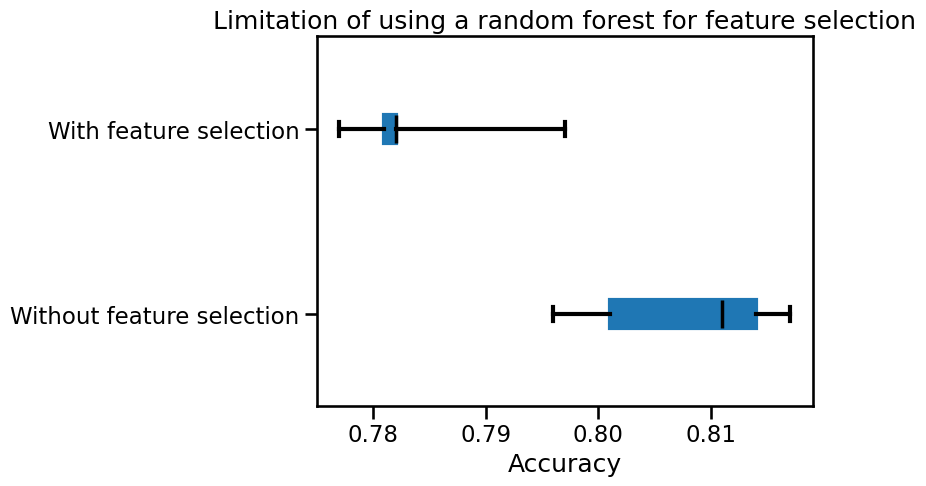 Limitation of using a random forest for feature selection
With feature selection
Without feature selection
0.78 0.79 0.80 0.81
Accuracy